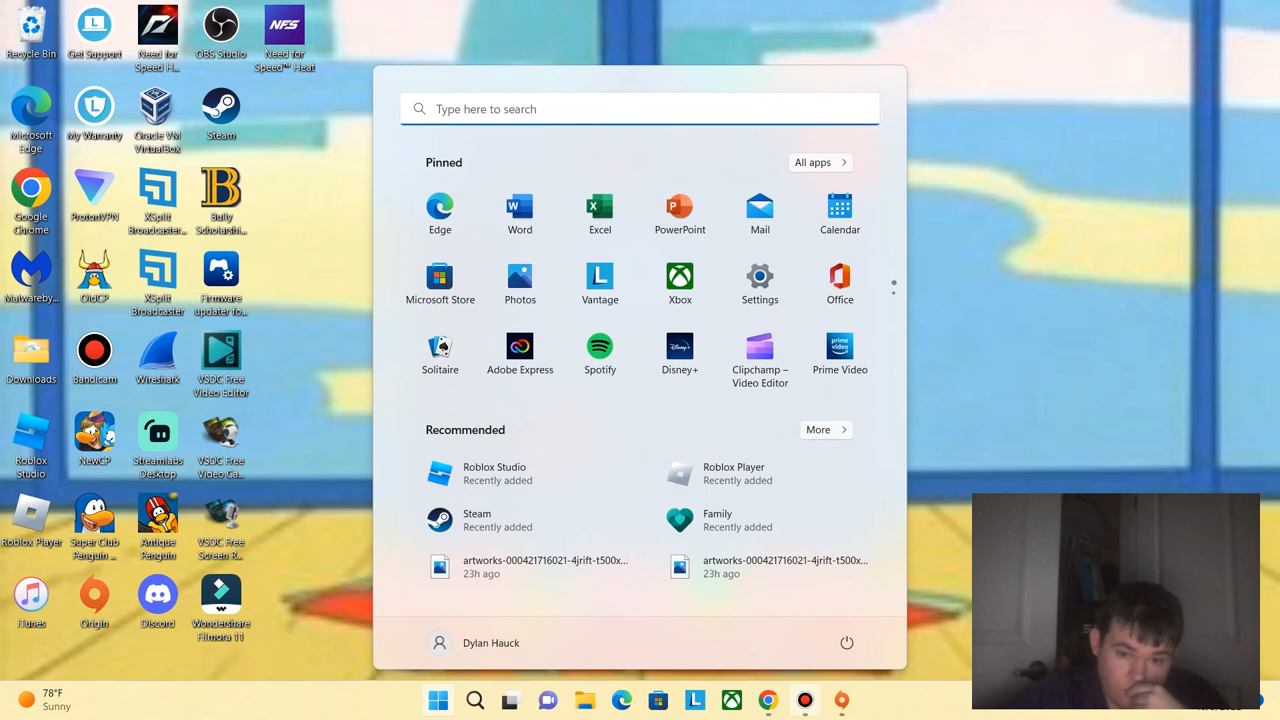 Recycle Bin
Get Support
Need for
Speed H...
OBS Studio
NFS
Need for
Speed™ Heat
Microsoft
Edge
My Warranty
Oracle VM
VirtualBox
Steam
Google
Chrome
ProtonVPN
XSplit
Broadcaster...
Bully
Scholarshi...
Malwareby...
OldCP
XSplit
Broadcaster
Firmware
updater fo...
Downloads
Bandicam
Wireshark
VSDC Free
Video Editor
Roblox
Studio
NewCP
Streamlabs
Desktop
VSDC Free
Video Ca...
Roblox Player
Super Club
Penguin ...
Antique
Penguin
VSDC Free
Screen R...
iTunes
Origin
Discord
Wondershare
Filmora 11
Type here to search
Pinned
All apps
Edge
Word
Excel
PowerPoint
Mail
Calendar
Microsoft Store
Photos
Vantage
Xbox
Settings
Office
Solitaire
Adobe Express
Spotify
Disney+
Clipchamp –
Video Editor
prime video
Prime Video
Recommended
More
Roblox Studio
Recently added
Roblox Player
Recently added
Steam
Recently added
Family
Recently added
artworks-000421716021-4jrift-t500x...
23h ago
artworks-000421716021-4jrift-t500x...
23h ago
Dylan Hauck
78°F
Sunny